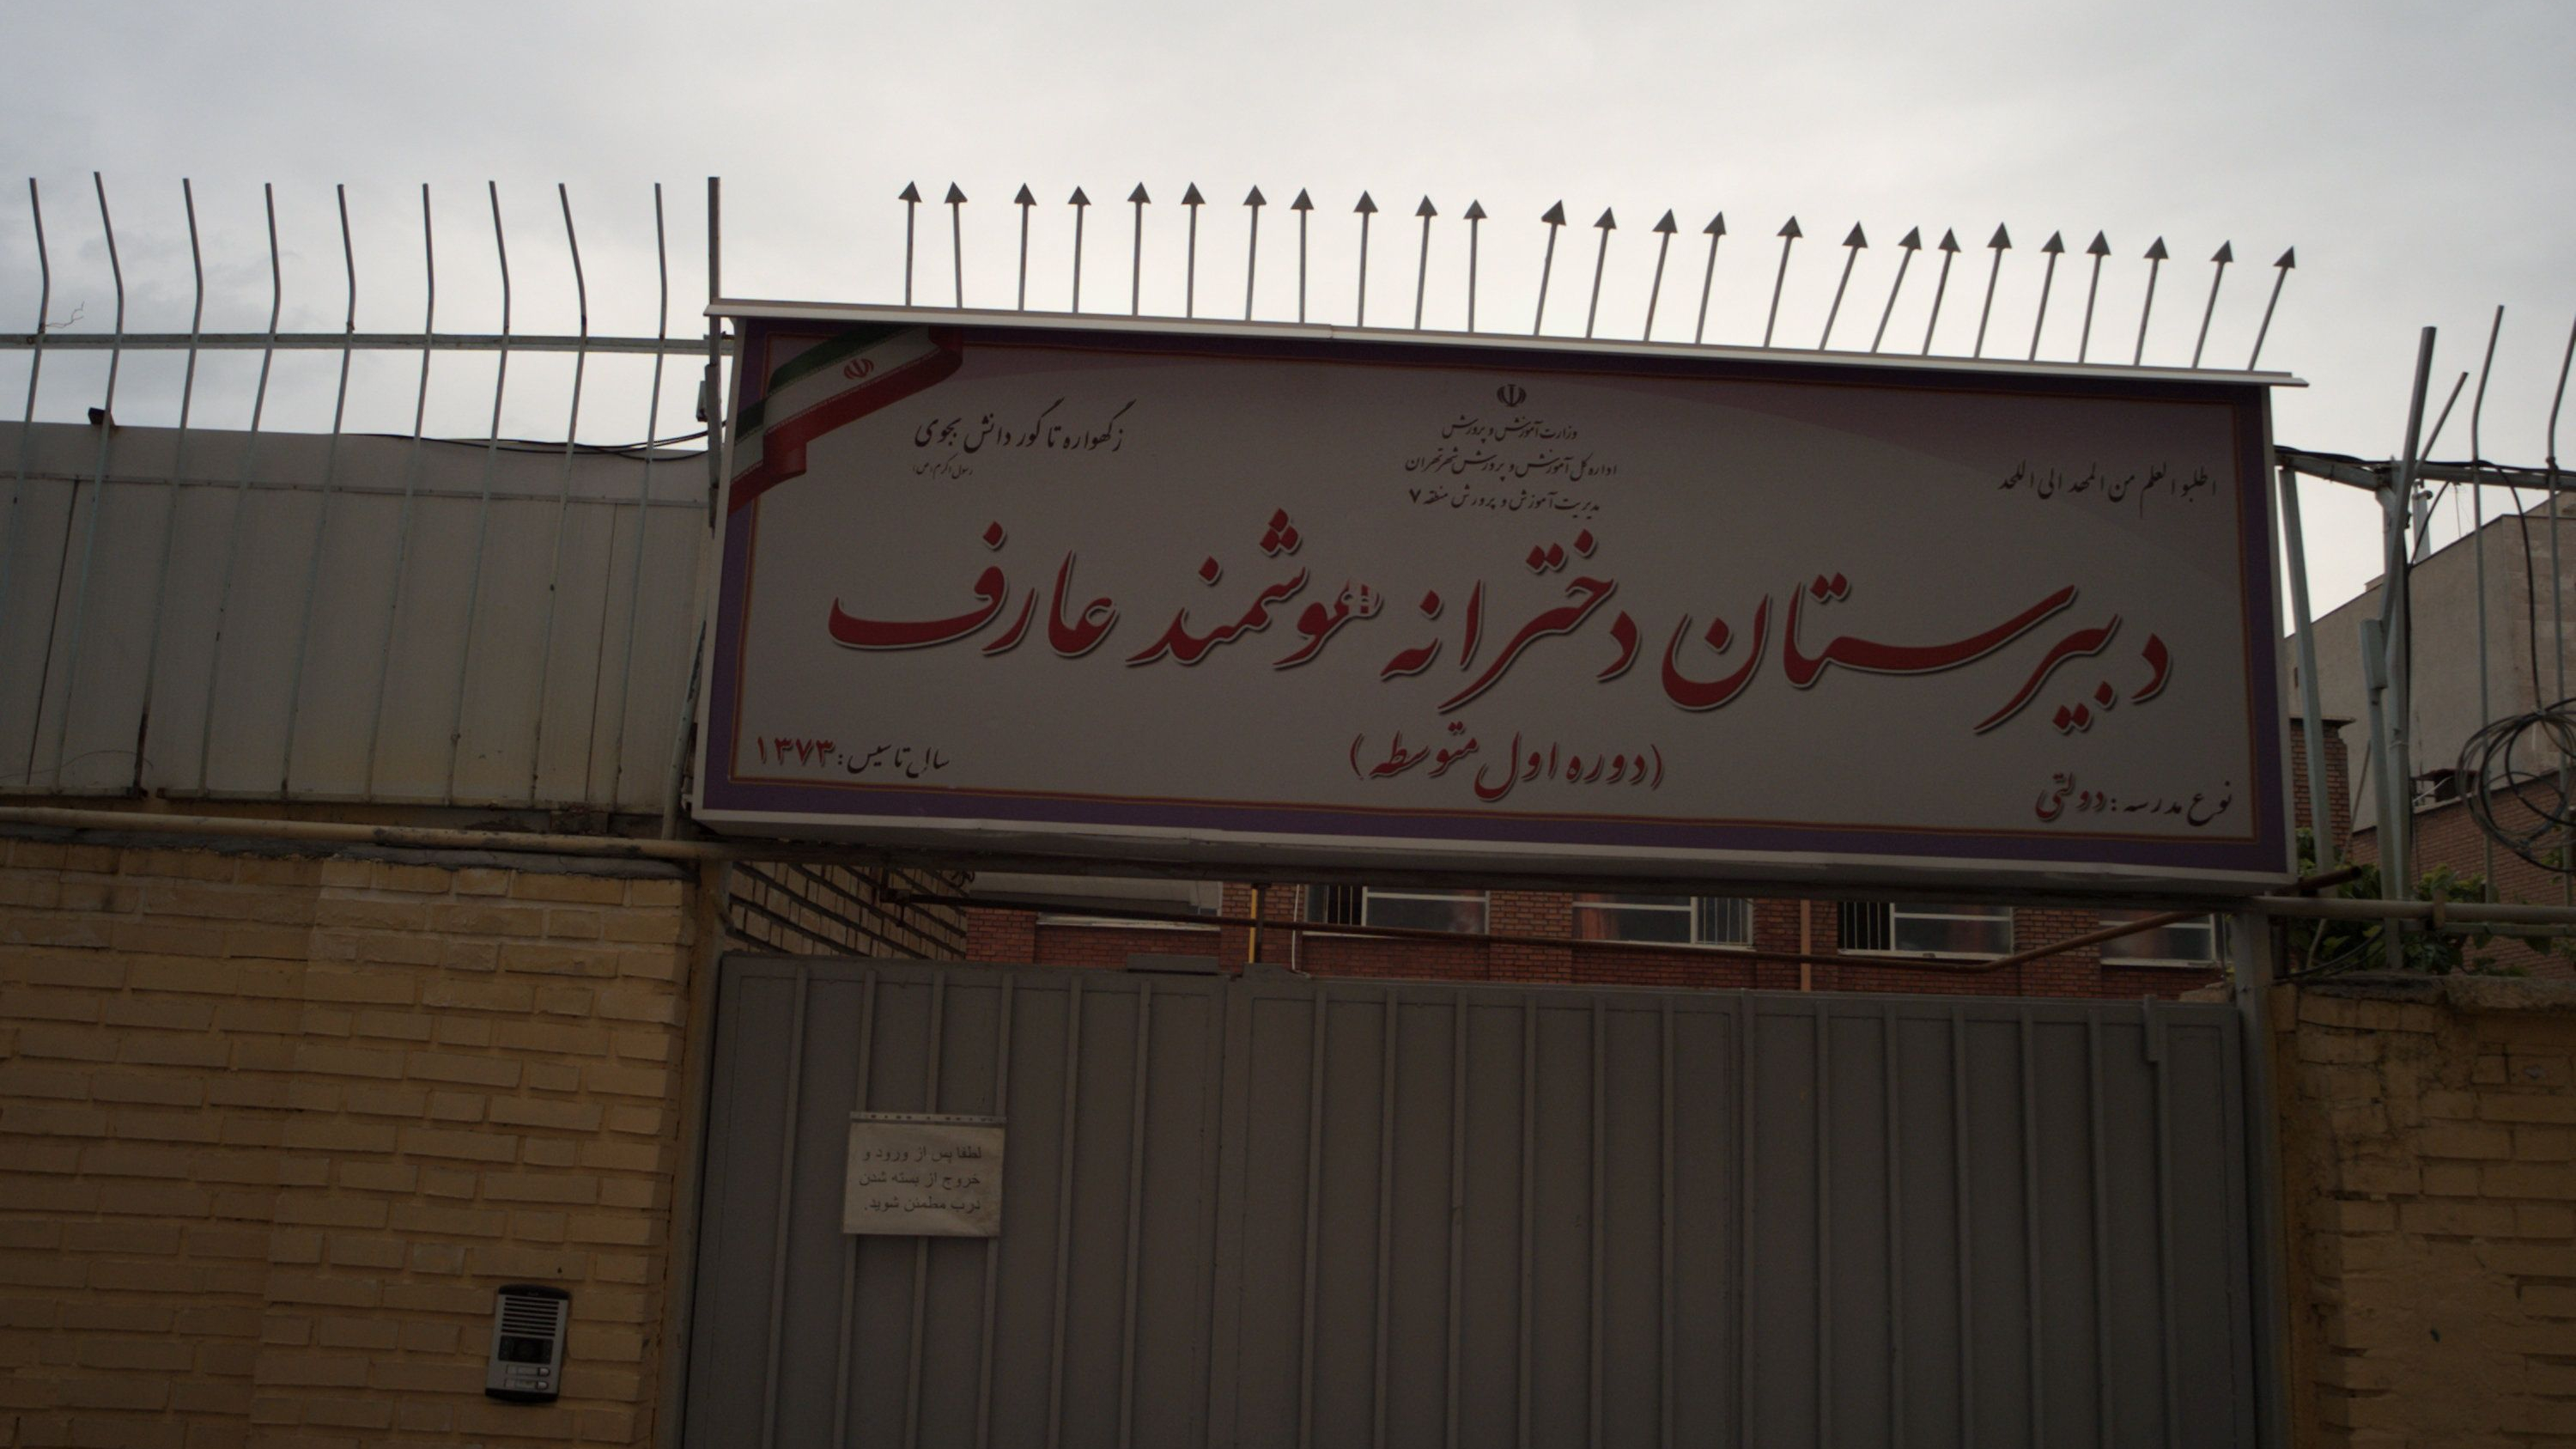 وزارت آموزش و پرورش
اداره کل آموزش و پرورش شهر تهران
مدیریت آموزش و پرورش منطقه ۷
اطلبو العلم من المهد الی اللحد
زگهواره تا گور دانش بجوی
رسول اکرم (ص)
دبیرستان دخترانه هوشمند عارف
(دوره اول متوسطه)
نوع مدرسه : دولتی
سال تاسیس : ۱۳۷۳
لطفا پس از ورود و
خروج از بسته شدن
درب مطمئن شوید.